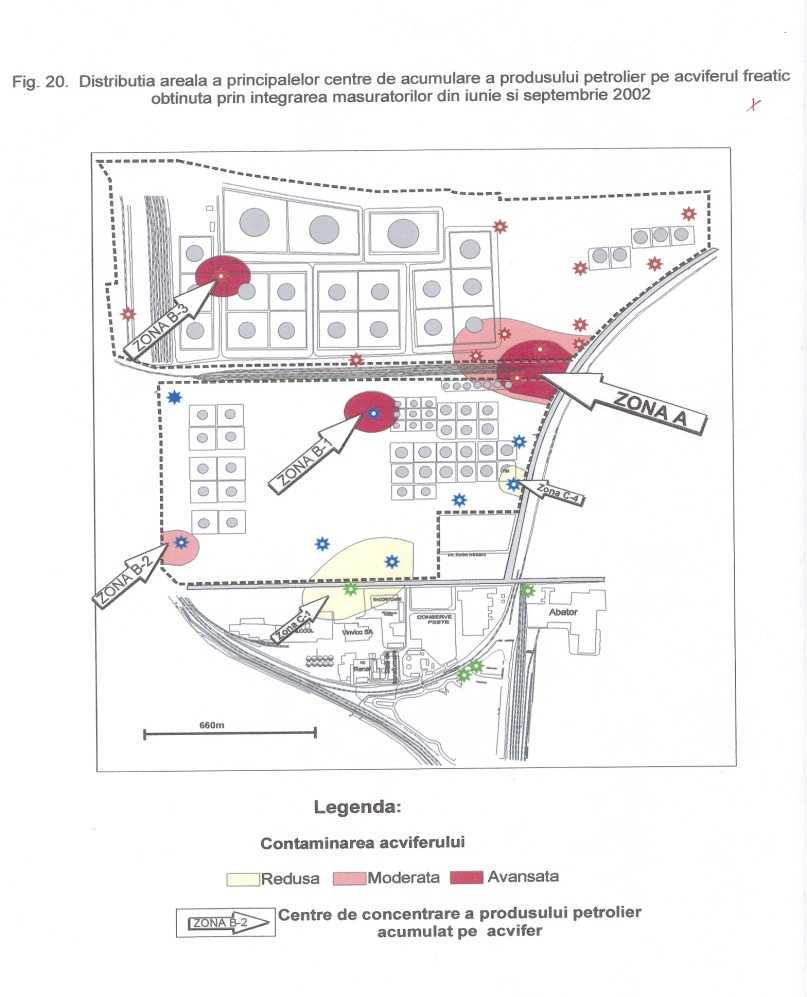 Fig. 20. Distributia areala a principalelor centre de acumulare a produsului petrolier pe acviferul freatic
obtinuta prin integrarea masuratorilor din iunie si septembrie 2002
ZONA B-3
ZONA A
ZONA B-1
Zona C-4
ZONA B-2
Zona C-1
Vinvico SA
CONSERVE
PESTE
Abator
660m
Legenda:
Contaminarea acviferului
Redusa
Moderata
Avansata
ZONA B-2
Centre de concentrare a produsului petrolier
acumulat pe acvifer